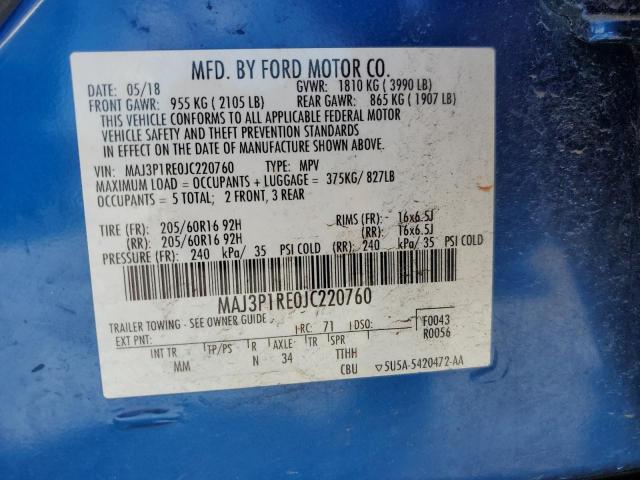 MFD. BY FORD MOTOR CO.
DATE: 05/18 GVWR: 1810 KG ( 3990 LB)
FRONT GAWR: 955 KG ( 2105 LB) REAR GAWR: 865 KG ( 1907 LB)
THIS VEHICLE CONFORMS TO ALL APPLICABLE FEDERAL MOTOR
VEHICLE SAFETY AND THEFT PREVENTION STANDARDS
IN EFFECT ON THE DATE OF MANUFACTURE SHOWN ABOVE.
VIN: MAJ3P1RE0JC220760 TYPE: MPV
MAXIMUM LOAD = OCCUPANTS + LUGGAGE = 375KG/ 827LB
OCCUPANTS = 5 TOTAL; 2 FRONT, 3 REAR
TIRE (FR): 205/60R16 92H RIMS (FR): 16x6.5J
(RR): 205/60R16 92H (RR): 16x6.5J
PRESSURE (FR): 240 kPa/ 35 PSI COLD (RR): 240 kPa/ 35 PSI COLD
MAJ3P1RE0JC220760
TRAILER TOWING - SEE OWNER GUIDE
EXT PNT: RC: 71 DSO: F0043
R0056
INT TR TP/PS R AXLE TR SPR
MM N 34 TTHH
CBU 5U5A-5420472-AA